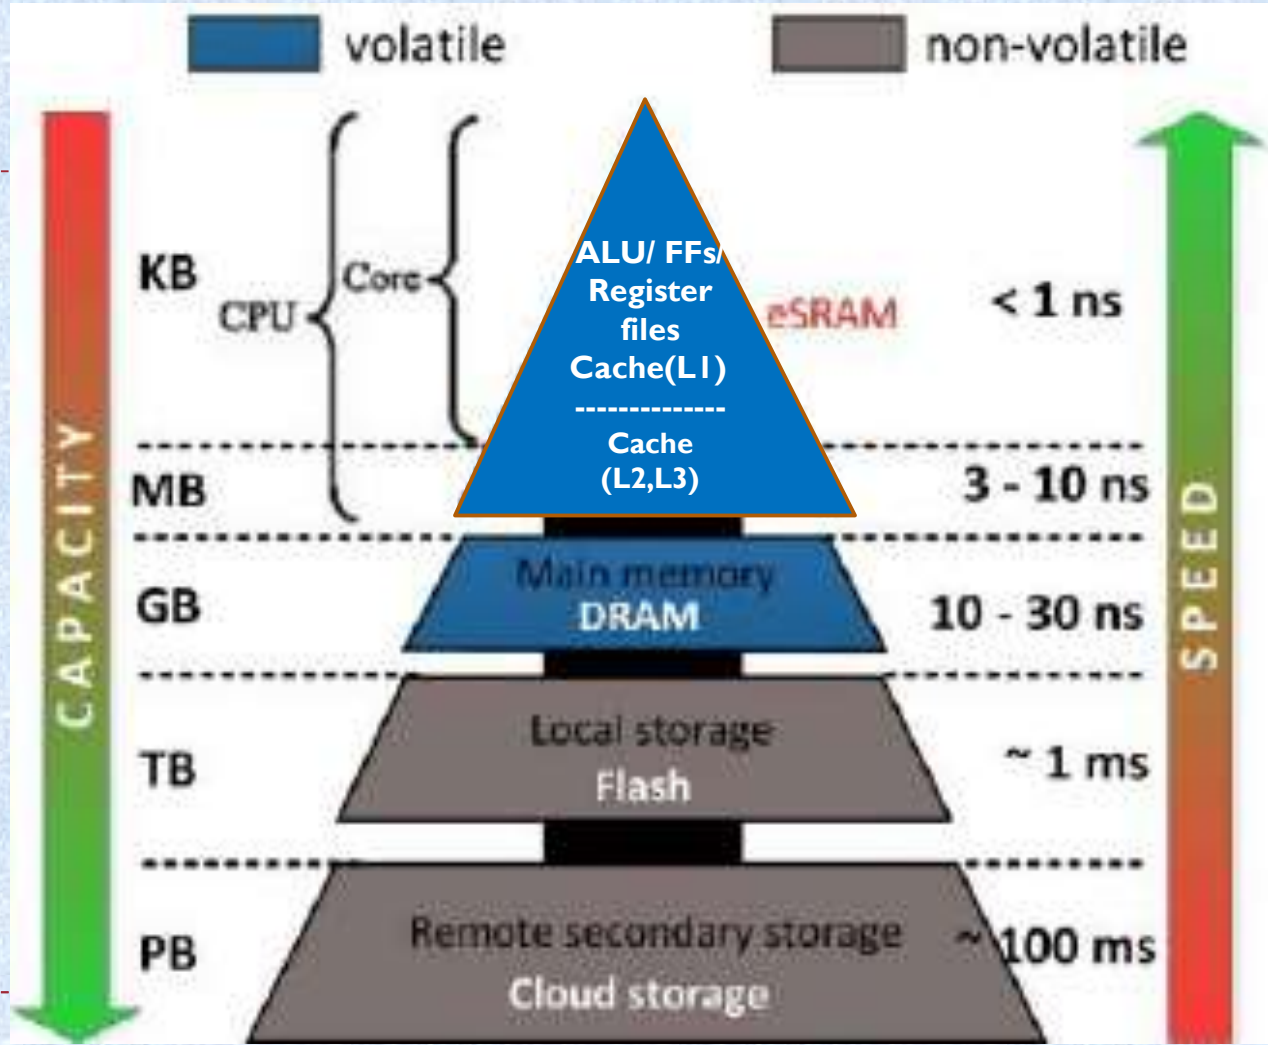 volatile
non-volatile
CAPACITY
SPEED
KB
CPU
Core
ALU/ FFs/
Register
files
Cache(L1)
--------------
Cache
(L2,L3)
eSRAM
< 1 ns
MB
3 - 10 ns
GB
Main memory
DRAM
10 - 30 ns
TB
Local storage
Flash
~ 1 ms
PB
Remote secondary storage
Cloud storage
~ 100 ms